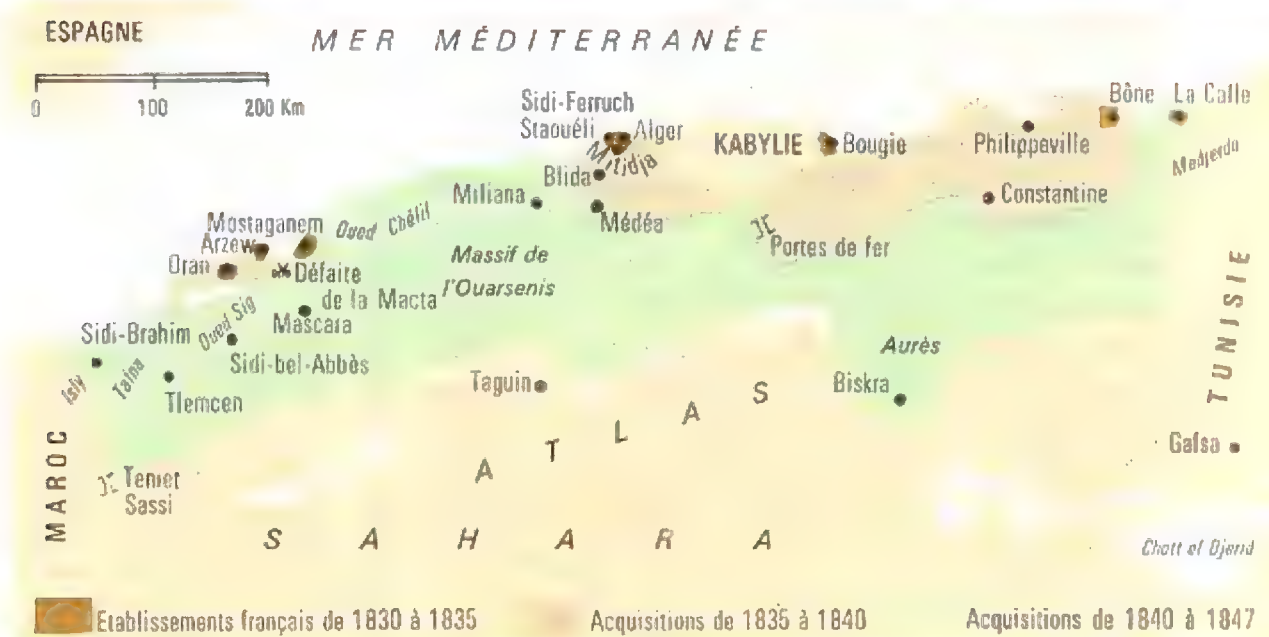 ESPAGNE
MER MÉDITERRANÉE
0 100 200 Km
Sidi-Ferruch
Staouéli
Alger
Mitidja
KABYLIE
Bougie
Philippeville
Bône
La Calle
Medjerda
Blida
Miliana
Médéa
Constantine
Portes de fer
Mostaganem
Oued Chélif
Arzew
Oran
Défaite
de la Macta
Massif de
l'Ouarsenis
Oued Sig
Mascara
Sidi-Brahim
Sidi-bel-Abbès
Isly
Tafna
Tlemcen
Taguin
Aurès
Biskra
TUNISIE
ATLAS
Gafsa
MAROC
Teniet
Sassi
SAHARA
Chott el Djerid
Etablissements français de 1830 à 1835
Acquisitions de 1835 à 1840
Acquisitions de 1840 à 1847